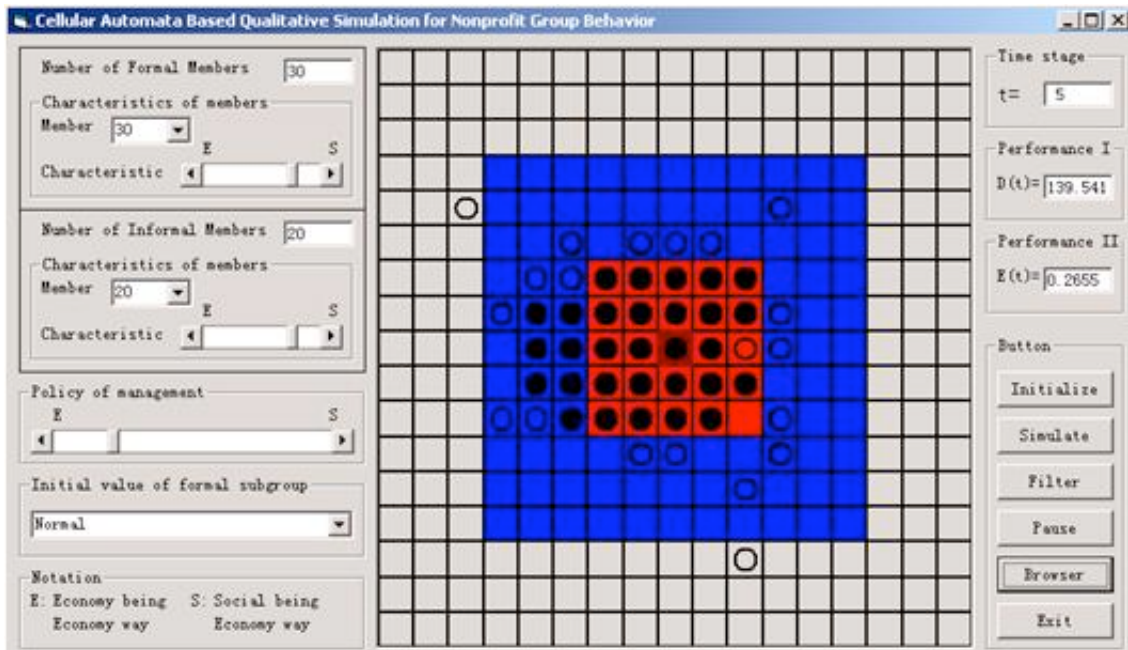 Cellular Automata Based Qualitative Simulation for Nonprofit Group Behavior
Number of Formal Members 30
Characteristics of members
Member 30
E S
Characteristic
Number of Informal Members 20
Characteristics of members
Member 20
E S
Characteristic
Policy of management
E S
Initial value of formal subgroup
Normal
Notation
E: Economy being S: Social being
Economy way Economy way
Time stage
t= 5
Performance I
D(t)= 139.541
Performance II
E(t)= 0.2655
Button
Initialize
Simulate
Filter
Pause
Browser
Exit